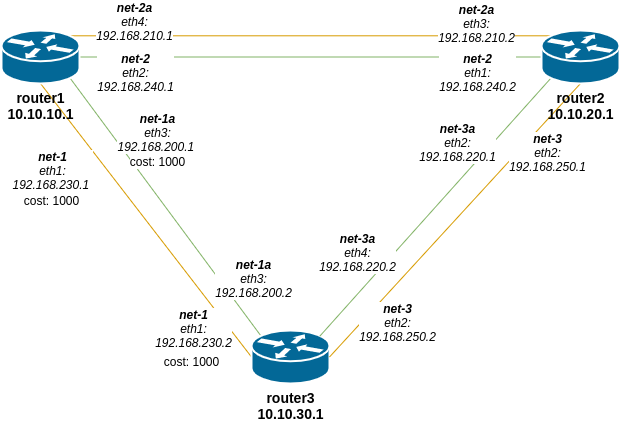 net-2a
eth4:
192.168.210.1
net-2a
eth3:
192.168.210.2
net-2
eth2:
192.168.240.1
net-2
eth1:
192.168.240.2
router1
10.10.10.1
router2
10.10.20.1
net-1a
eth3:
192.168.200.1
cost: 1000
net-3a
eth2:
192.168.220.1
net-3
eth2:
192.168.250.1
net-1
eth1:
192.168.230.1
cost: 1000
net-3a
eth4:
192.168.220.2
net-1a
eth3:
192.168.200.2
net-1
eth1:
192.168.230.2
cost: 1000
net-3
eth2:
192.168.250.2
router3
10.10.30.1